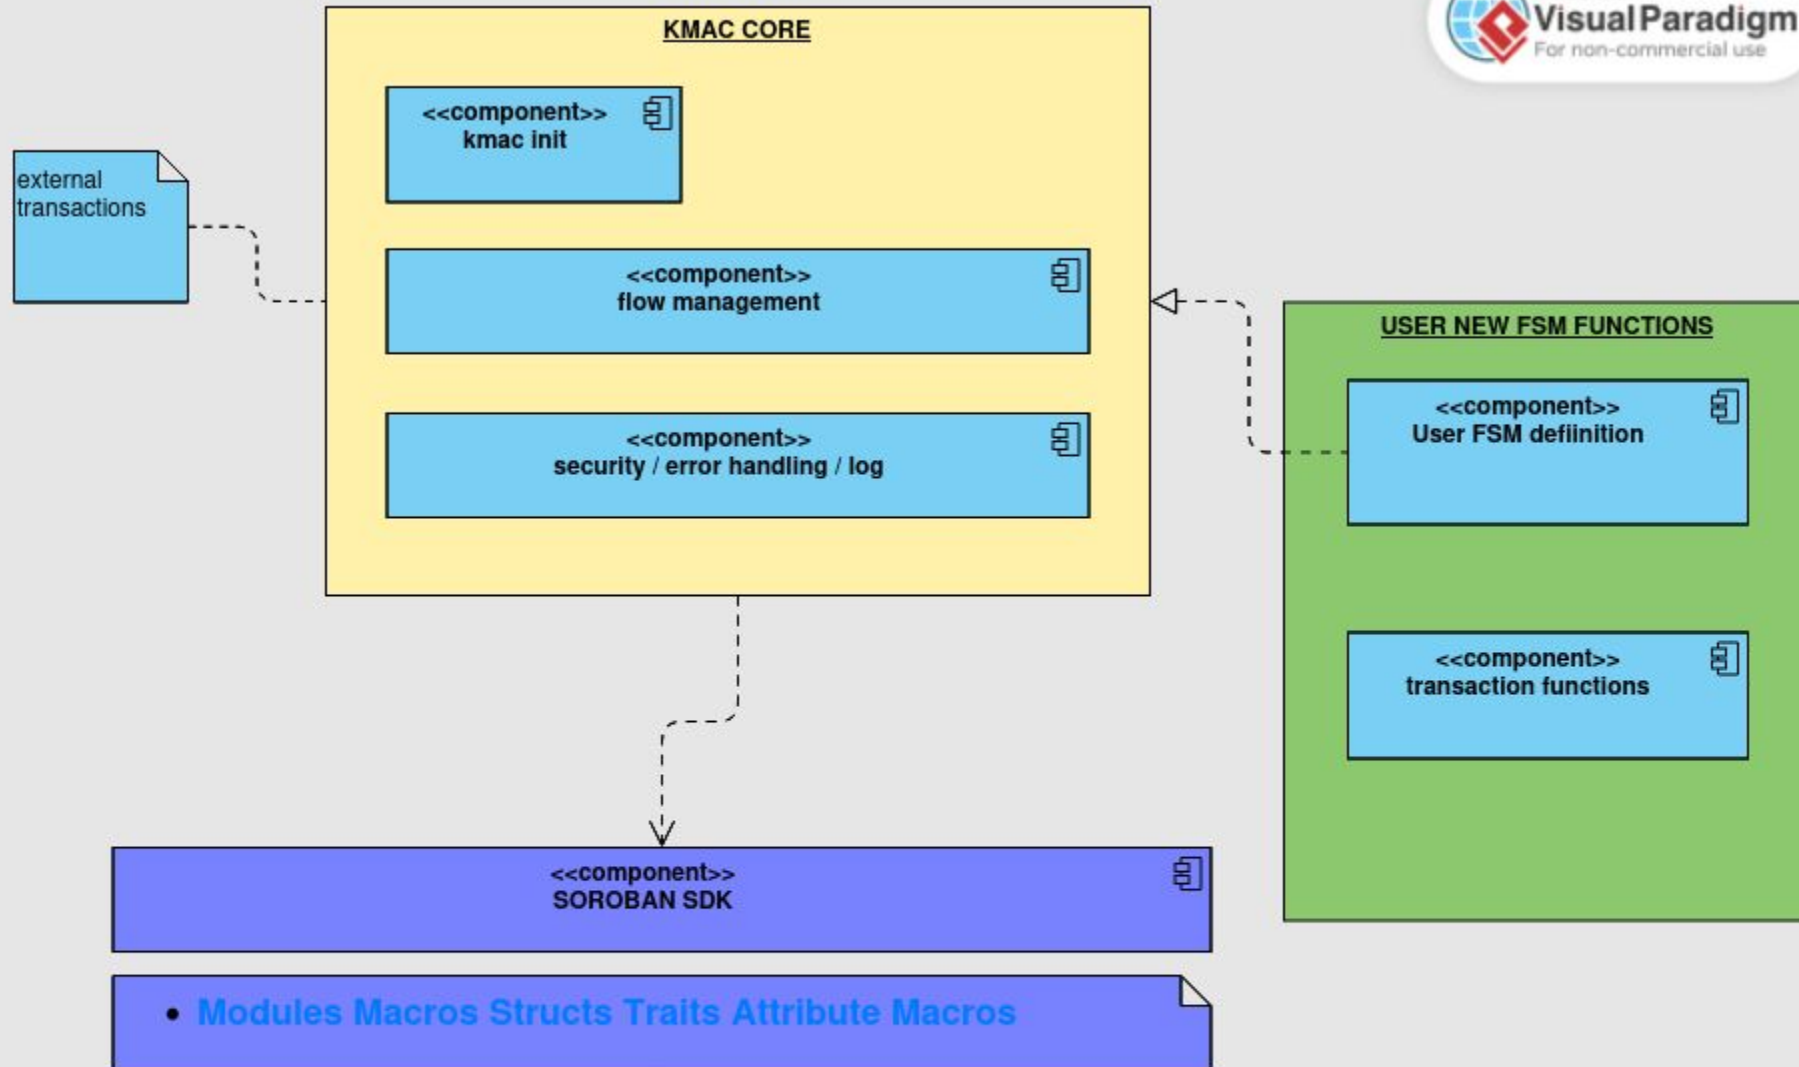 KMAC CORE
VisualParadigm
For non-commercial use
<<component>>
kmac init
external
transactions
<<component>>
flow management
USER NEW FSM FUNCTIONS
<<component>>
User FSM defiinition
<<component>>
security / error handling / log
<<component>>
transaction functions
<<component>>
SOROBAN SDK
• Modules Macros Structs Traits Attribute Macros